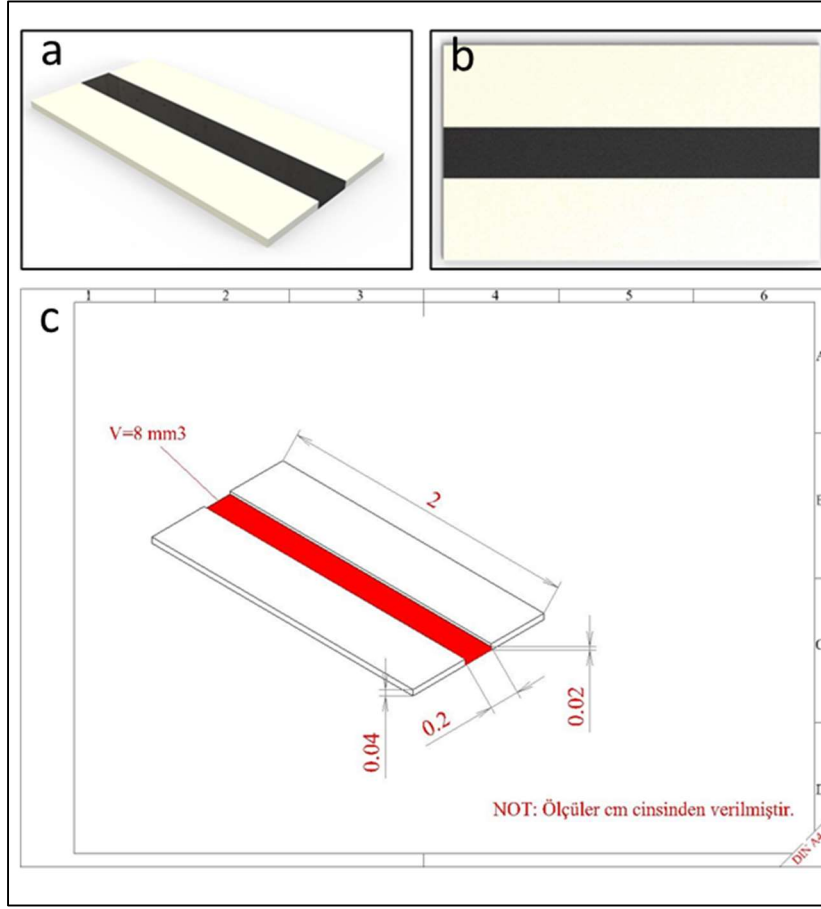 a
b
c
1 2 3 4 5 6
V=8 mm3
2
0.02
0.2
0.04
NOT: Ölçüler cm cinsinden verilmiştir.